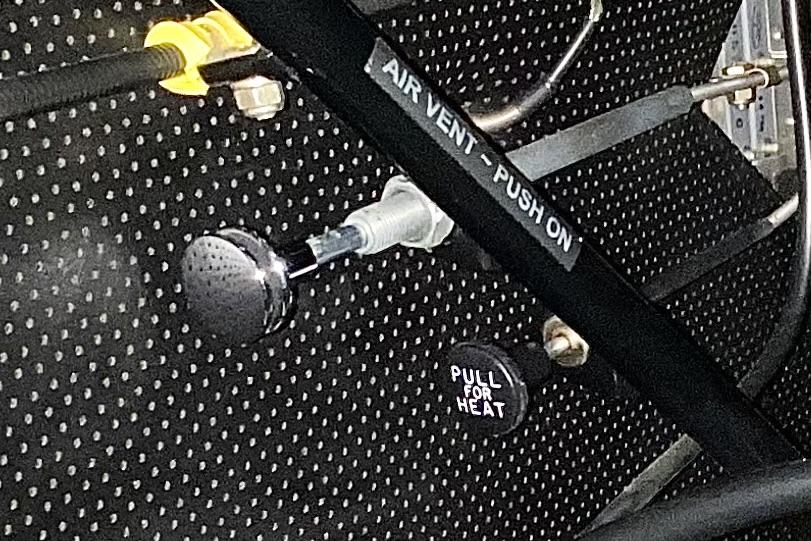 AIR VENT - PUSH ON
PULL
FOR
HEAT